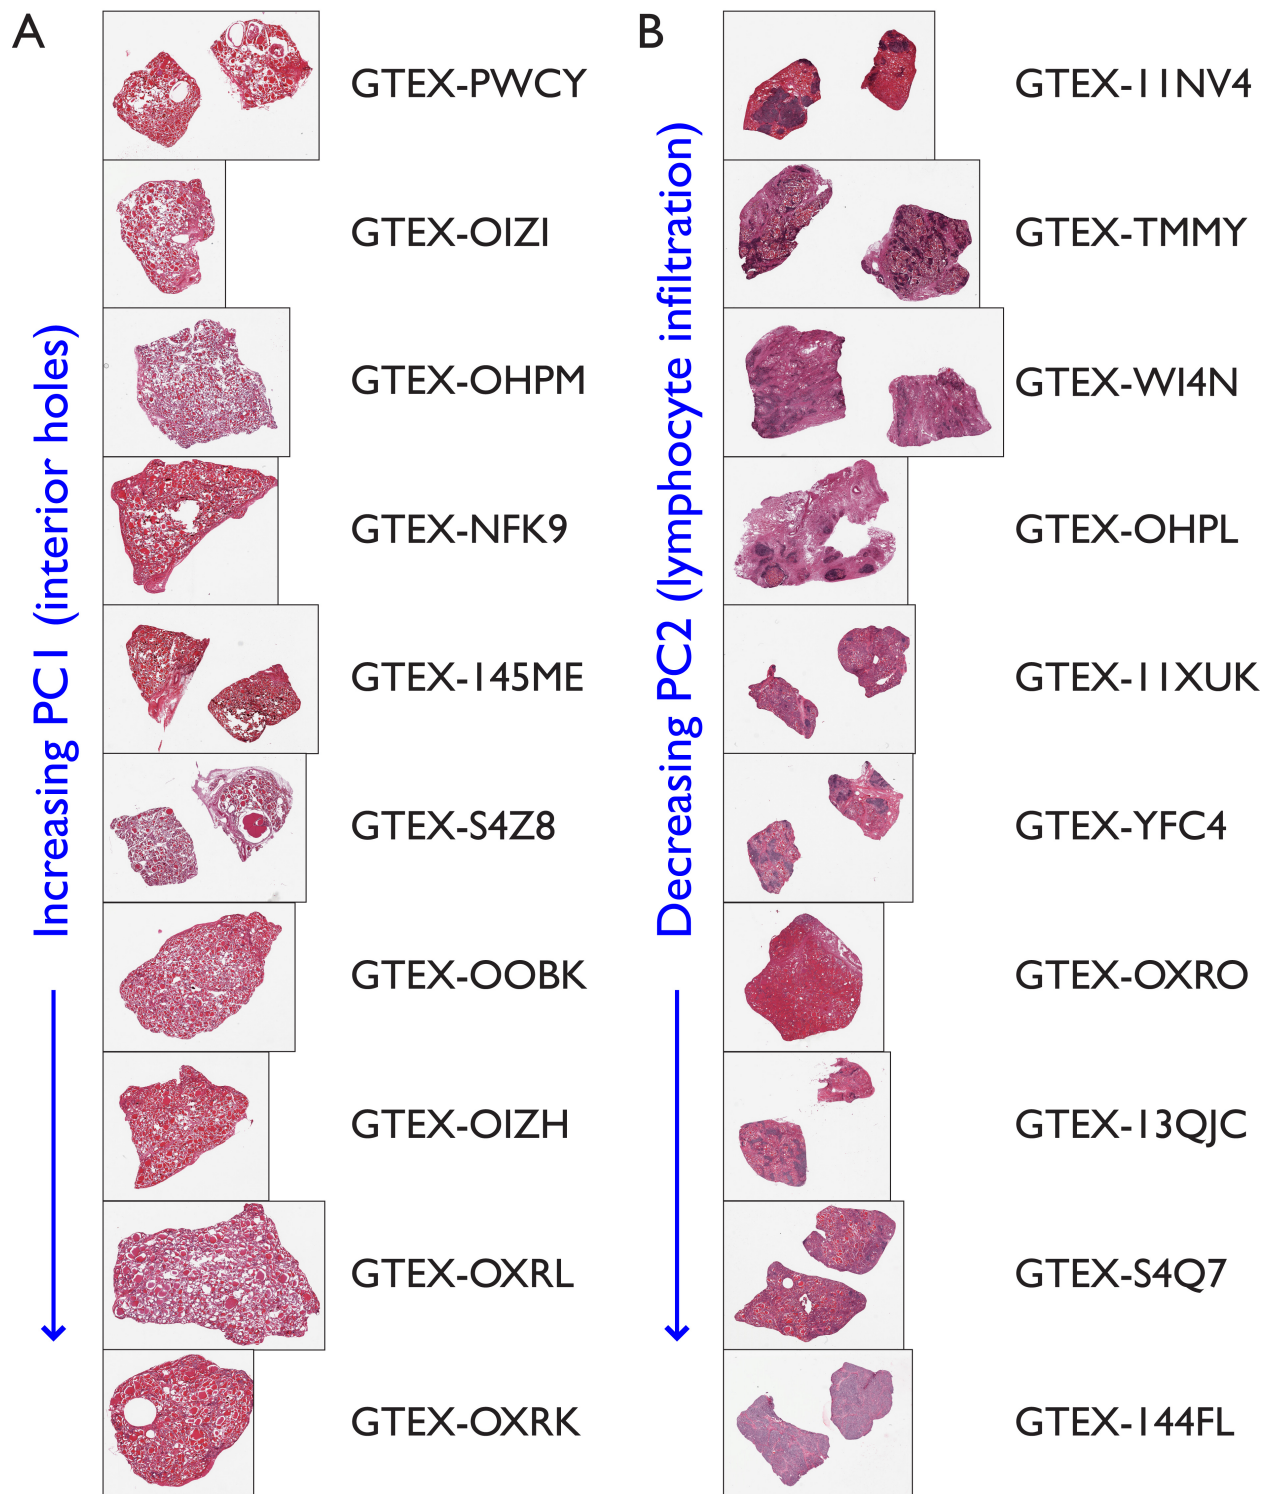 A
Increasing PC1 (interior holes)
GTEX-PWCY
GTEX-OIZI
GTEX-OHPM
GTEX-NFK9
GTEX-145ME
GTEX-S4Z8
GTEX-OOBK
GTEX-OIZH
GTEX-OXRL
GTEX-OXRK
B
Decreasing PC2 (lymphocyte infiltration)
GTEX-11NV4
GTEX-TMMY
GTEX-WI4N
GTEX-OHPL
GTEX-11XUK
GTEX-YFC4
GTEX-OXRO
GTEX-13QJC
GTEX-S4Q7
GTEX-144FL